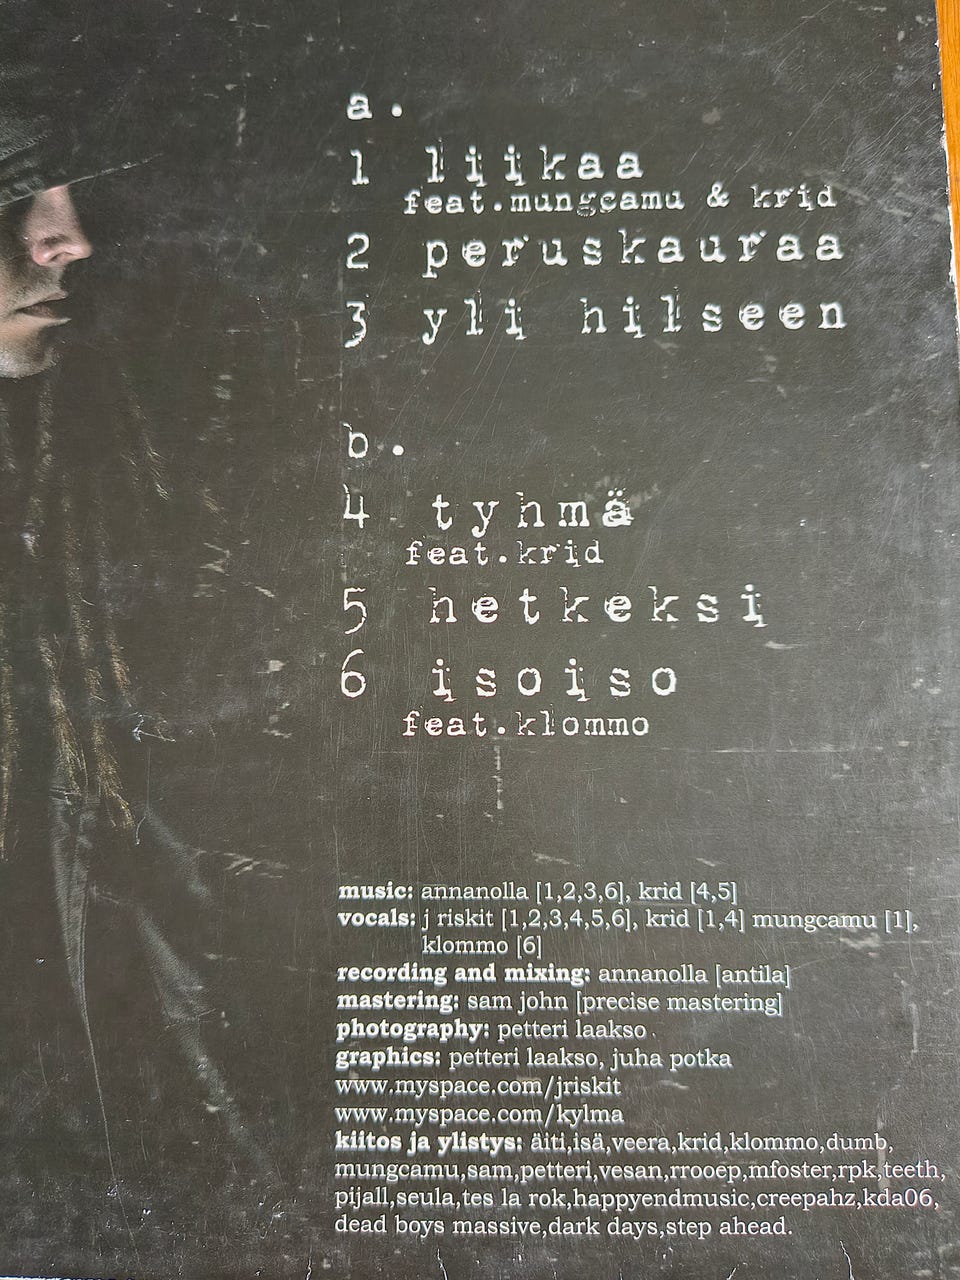 a.
1 liikaa
feat.mungcamu & krid
2 peruskauraa
3 yli hilseen
b.
4 tyhmä
feat.krid
5 hetkeksi
6 isoiso
feat.klommo
music: annanolla [1,2,3,6], krid [4,5]
vocals: j riskit [1,2,3,4,5,6], krid [1,4] mungcamu [1],
klommo [6]
recording and mixing: annanolla [antila]
mastering: sam john [precise mastering]
photography: petteri laakso
graphics: petteri laakso, juha potka
www.myspace.com/jriskit
www.myspace.com/kylma
kiitos ja ylistys: äiti,isä,veera,krid,klommo,dumb,
mungcamu,sam,petteri,vesan,rrooep,mfoster,rpk,teeth,
pijall,seula,tes la rok,happyendmusic,creepahz,kda06,
dead boys massive,dark days,step ahead.